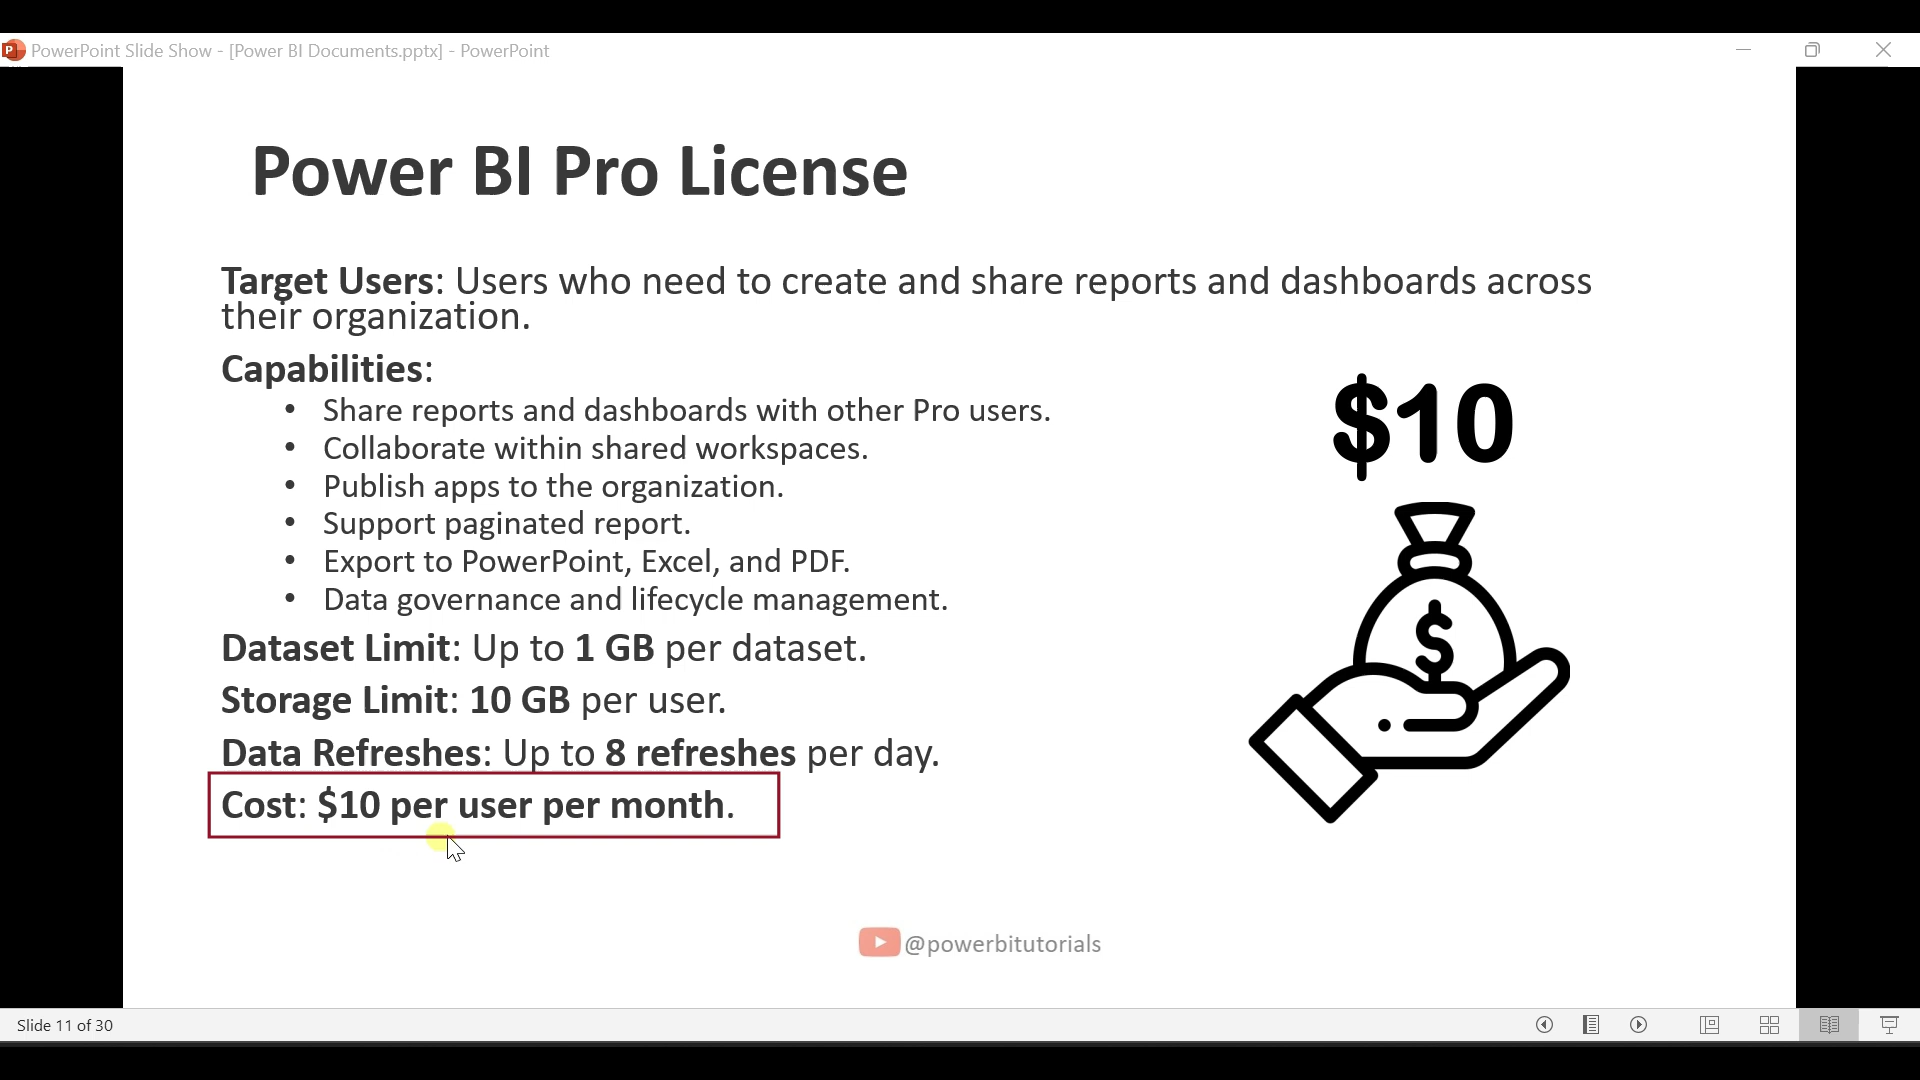 PowerPoint Slide Show - [Power BI Documents.pptx] - PowerPoint
Power BI Pro License
Target Users: Users who need to create and share reports and dashboards across
their organization.
Capabilities:
• Share reports and dashboards with other Pro users.
• Collaborate within shared workspaces.
• Publish apps to the organization.
• Support paginated report.
• Export to PowerPoint, Excel, and PDF.
• Data governance and lifecycle management.
$10
$
Dataset Limit: Up to 1 GB per dataset.
Storage Limit: 10 GB per user.
Data Refreshes: Up to 8 refreshes per day.
Cost: $10 per user per month.
@powerbitutorials
Slide 11 of 30